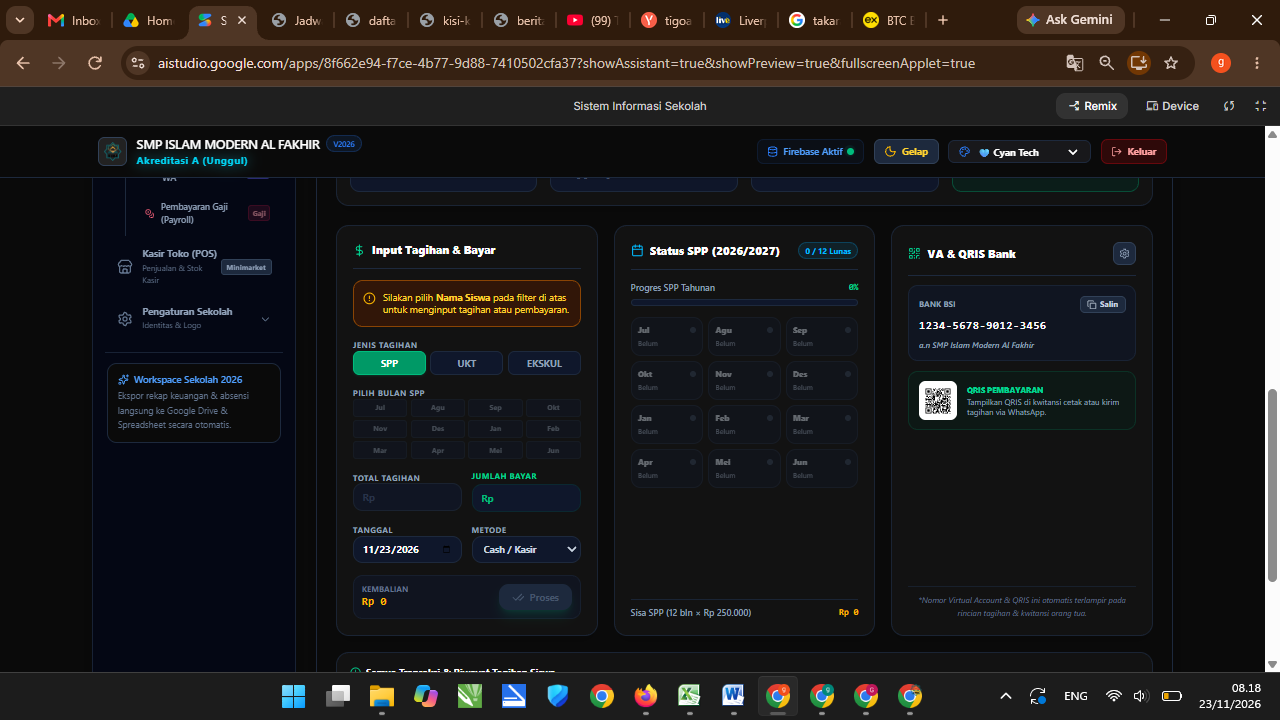 Inbo
Home
S
Jadw
dafta
kisi-k
berita
(99) T
tigoa
Liver
takar
BTC E
Ask Gemini
aistudio.google.com/apps/8f662e94-f7ce-4b77-9d88-7410502cfa37?showAssistant=true&showPreview=true&fullscreenApplet=true
g
Sistem Informasi Sekolah
Remix
Device
SMP ISLAM MODERN AL FAKHIR
V2026
Akreditasi A (Unggul)
Firebase Aktif
Gelap
Cyan Tech
Keluar
WA
Pembayaran Gaji
(Payroll)
Gaji
Kasir Toko (POS)
Penjualan & Stok
Kasir
Minimarket
Pengaturan Sekolah
Identitas & Logo
Workspace Sekolah 2026
Ekspor rekap keuangan & absensi
langsung ke Google Drive &
Spreadsheet secara otomatis.
Input Tagihan & Bayar
Silakan pilih Nama Siswa pada filter di atas
untuk menginput tagihan atau pembayaran.
JENIS TAGIHAN
SPP UKT EKSKUL
PILIH BULAN SPP
Jul Agu Sep Okt
Nov Des Jan Feb
Mar Apr Mei Jun
TOTAL TAGIHAN
JUMLAH BAYAR
Rp
Rp
TANGGAL
METODE
11/23/2026
Cash / Kasir
KEMBALIAN
Rp 0
Proses
Status SPP (2026/2027)
0 / 12 Lunas
Progres SPP Tahunan
0%
Jul Agu Sep
Belum Belum Belum
Okt Nov Des
Belum Belum Belum
Jan Feb Mar
Belum Belum Belum
Apr Mei Jun
Belum Belum Belum
Sisa SPP (12 bln × Rp 250.000)
Rp 0
VA & QRIS Bank
BANK BSI
Salin
1234-5678-9012-3456
a.n SMP Islam Modern Al Fakhir
QRIS PEMBAYARAN
Tampilkan QRIS di kwitansi cetak atau kirim
tagihan via WhatsApp.
*Nomor Virtual Account & QRIS ini otomatis terlampir pada
rincian tagihan & kwitansi orang tua.
ENG
08.18
23/11/2026